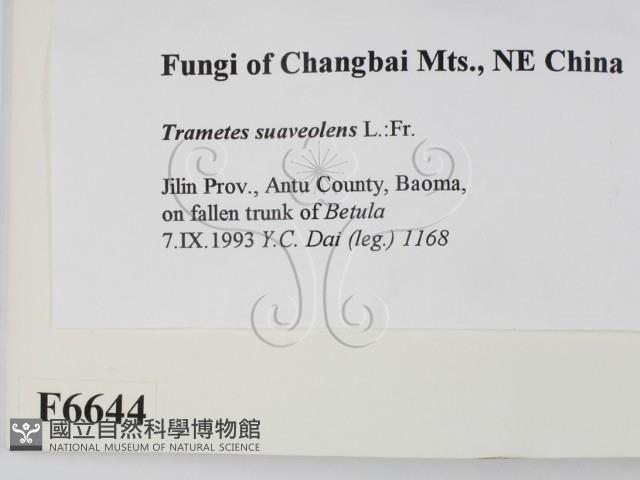 Fungi of Changbai Mts., NE China
Trametes suaveolens L.:Fr.
Jilin Prov., Antu County, Baoma,
on fallen trunk of Betula
7.IX.1993 Y.C. Dai (leg.) 1168
F6644
國立自然科學博物館
NATIONAL MUSEUM OF NATURAL SCIENCE